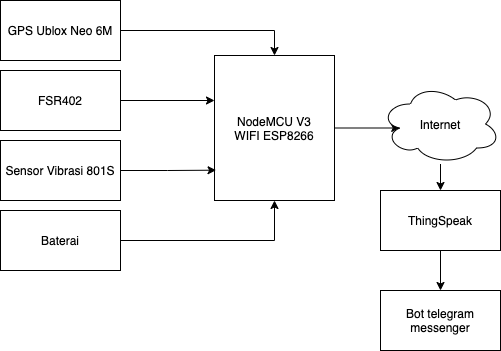 GPS Ublox Neo 6M
FSR402
Sensor Vibrasi 801S
Baterai
NodeMCU V3
WIFI ESP8266
Internet
ThingSpeak
Bot telegram
messenger